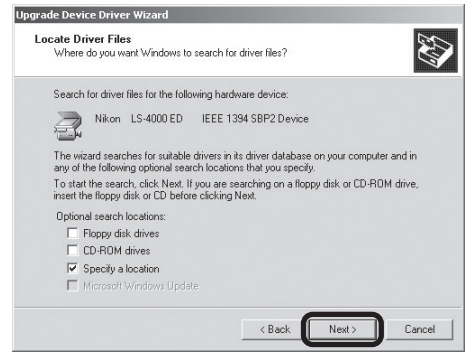 Upgrade Device Driver Wizard
Locate Driver Files
Where do you want Windows to search for driver files?
Search for driver files for the following hardware device:
Nikon LS-4000 ED IEEE 1394 SBP2 Device
The wizard searches for suitable drivers in its driver database on your computer and in
any of the following optional search locations that you specify.
To start the search, click Next. If you are searching on a floppy disk or CD-ROM drive,
insert the floppy disk or CD before clicking Next.
Optional search locations:
Floppy disk drives
CD-ROM drives
Specify a location
Microsoft Windows Update
< Back Next > Cancel